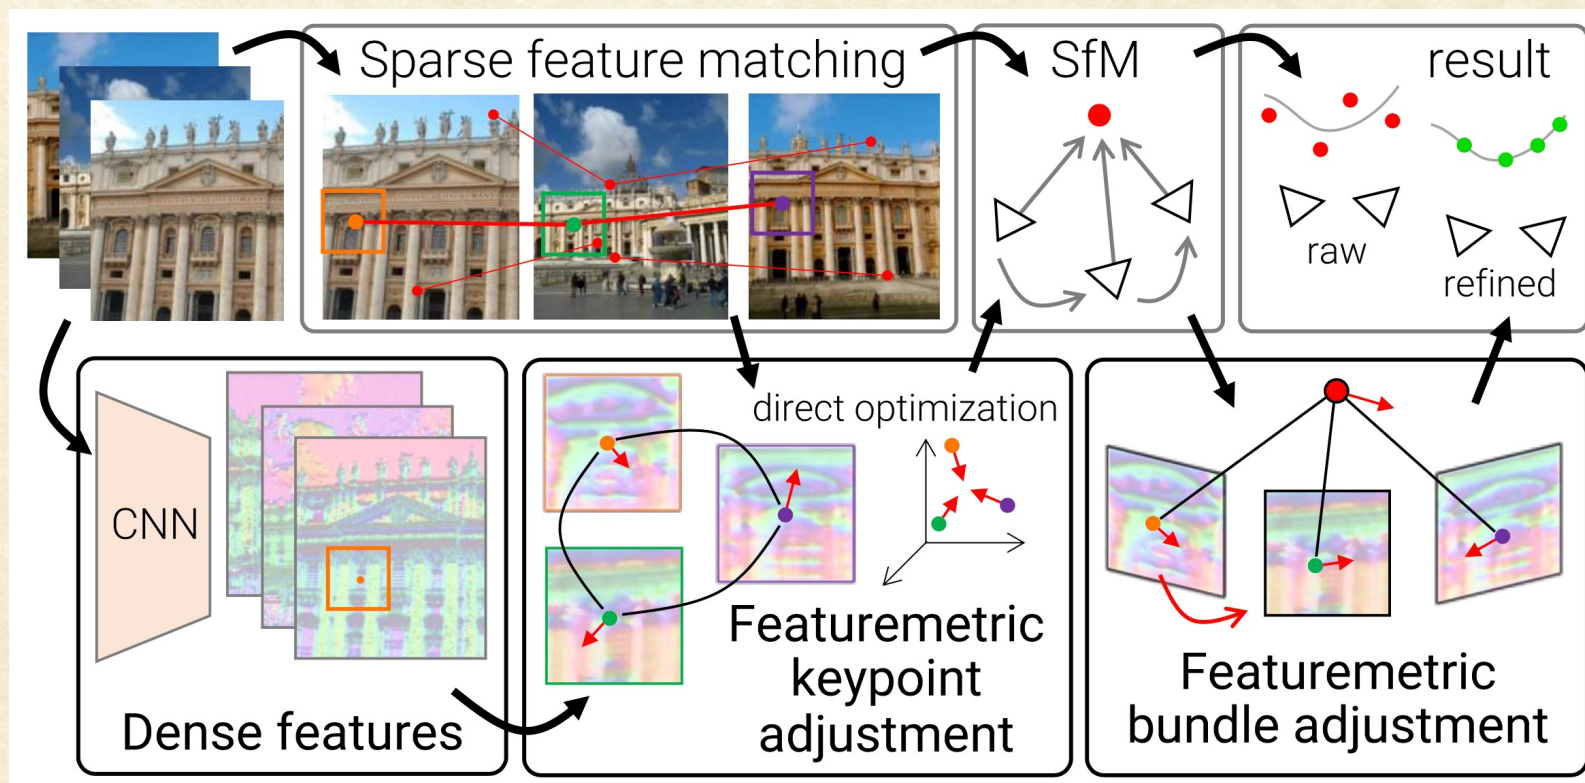 Sparse feature matching
SfM
result
raw
refined
CNN
Dense features
direct optimization
Featuremetric
keypoint
adjustment
Featuremetric
bundle adjustment